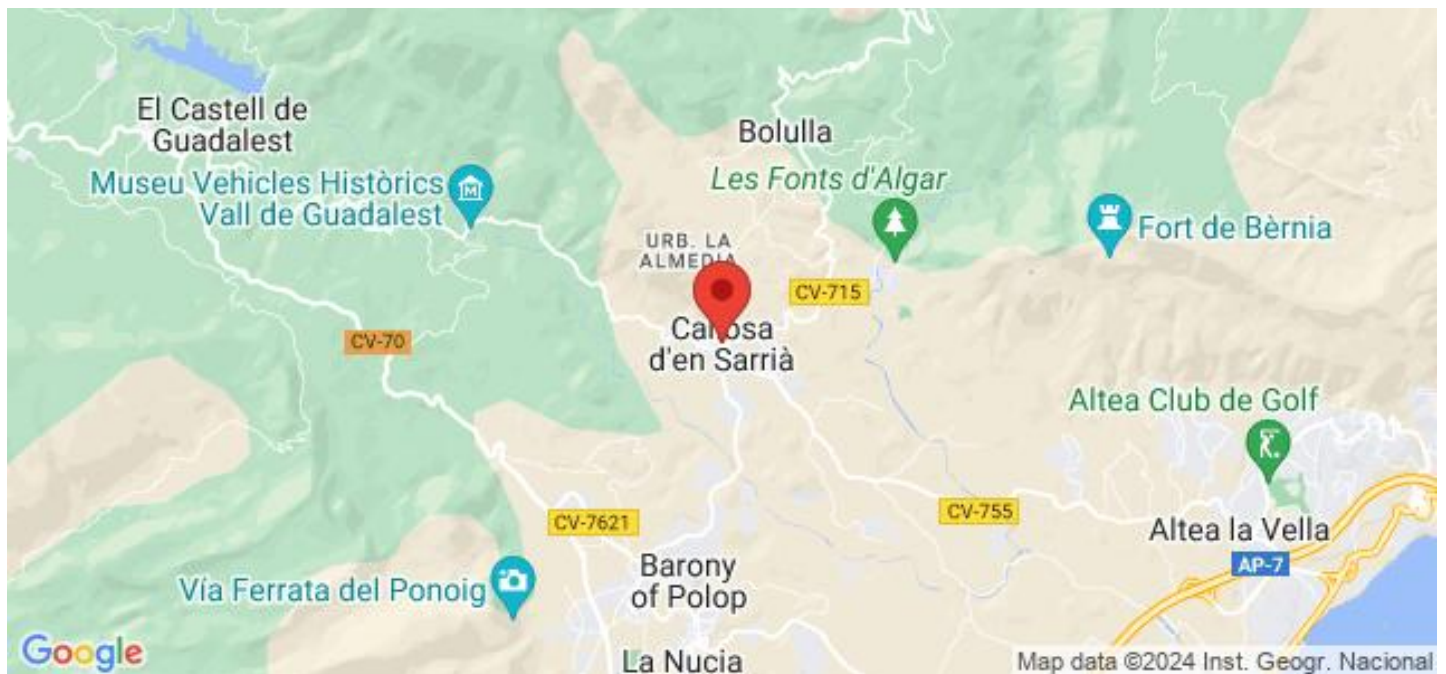 El Castell de
Guadalest
Bolulla
Museu Vehicles Històrics
Vall de Guadalest
Les Fonts d'Algar
Fort de Bèrnia
URB. LA
ALMEDIA
CV-715
CV-70
Callosa
d'en Sarrià
Altea Club de Golf
CV-7621
CV-755
Altea la Vella
AP-7
Barony
of Polop
Vía Ferrata del Ponoig
La Nucia
Google
Map data ©2024 Inst. Geogr. Nacional